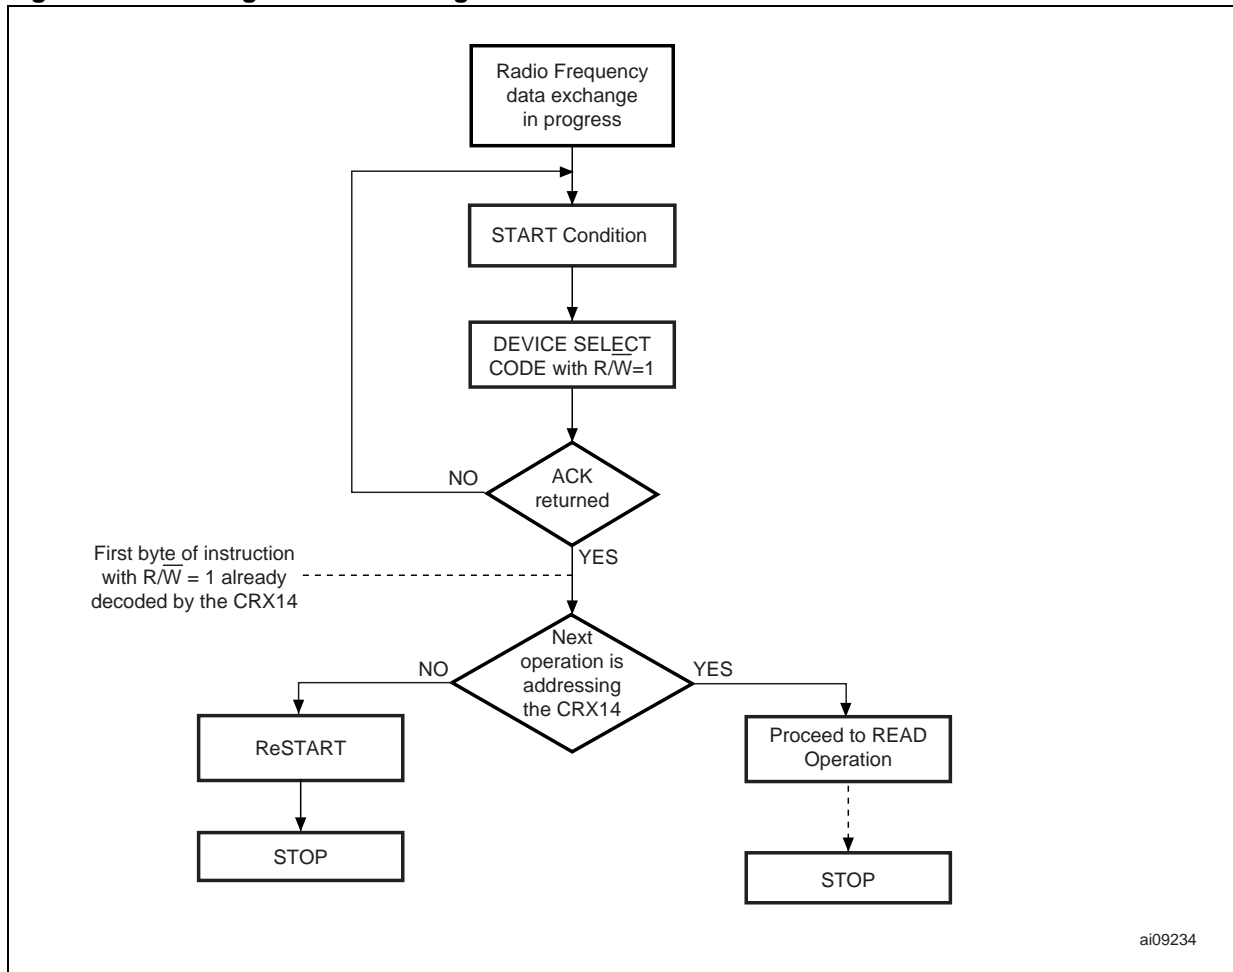 Radio Frequency
data exchange
in progress
START Condition
DEVICE SELECT
CODE with R/W̅=1
ACK
returned
NO
YES
First byte of instruction
with R/W̅ = 1 already
decoded by the CRX14
Next
operation is
addressing
the CRX14
NO
YES
ReSTART
Proceed to READ
Operation
STOP
STOP
ai09234